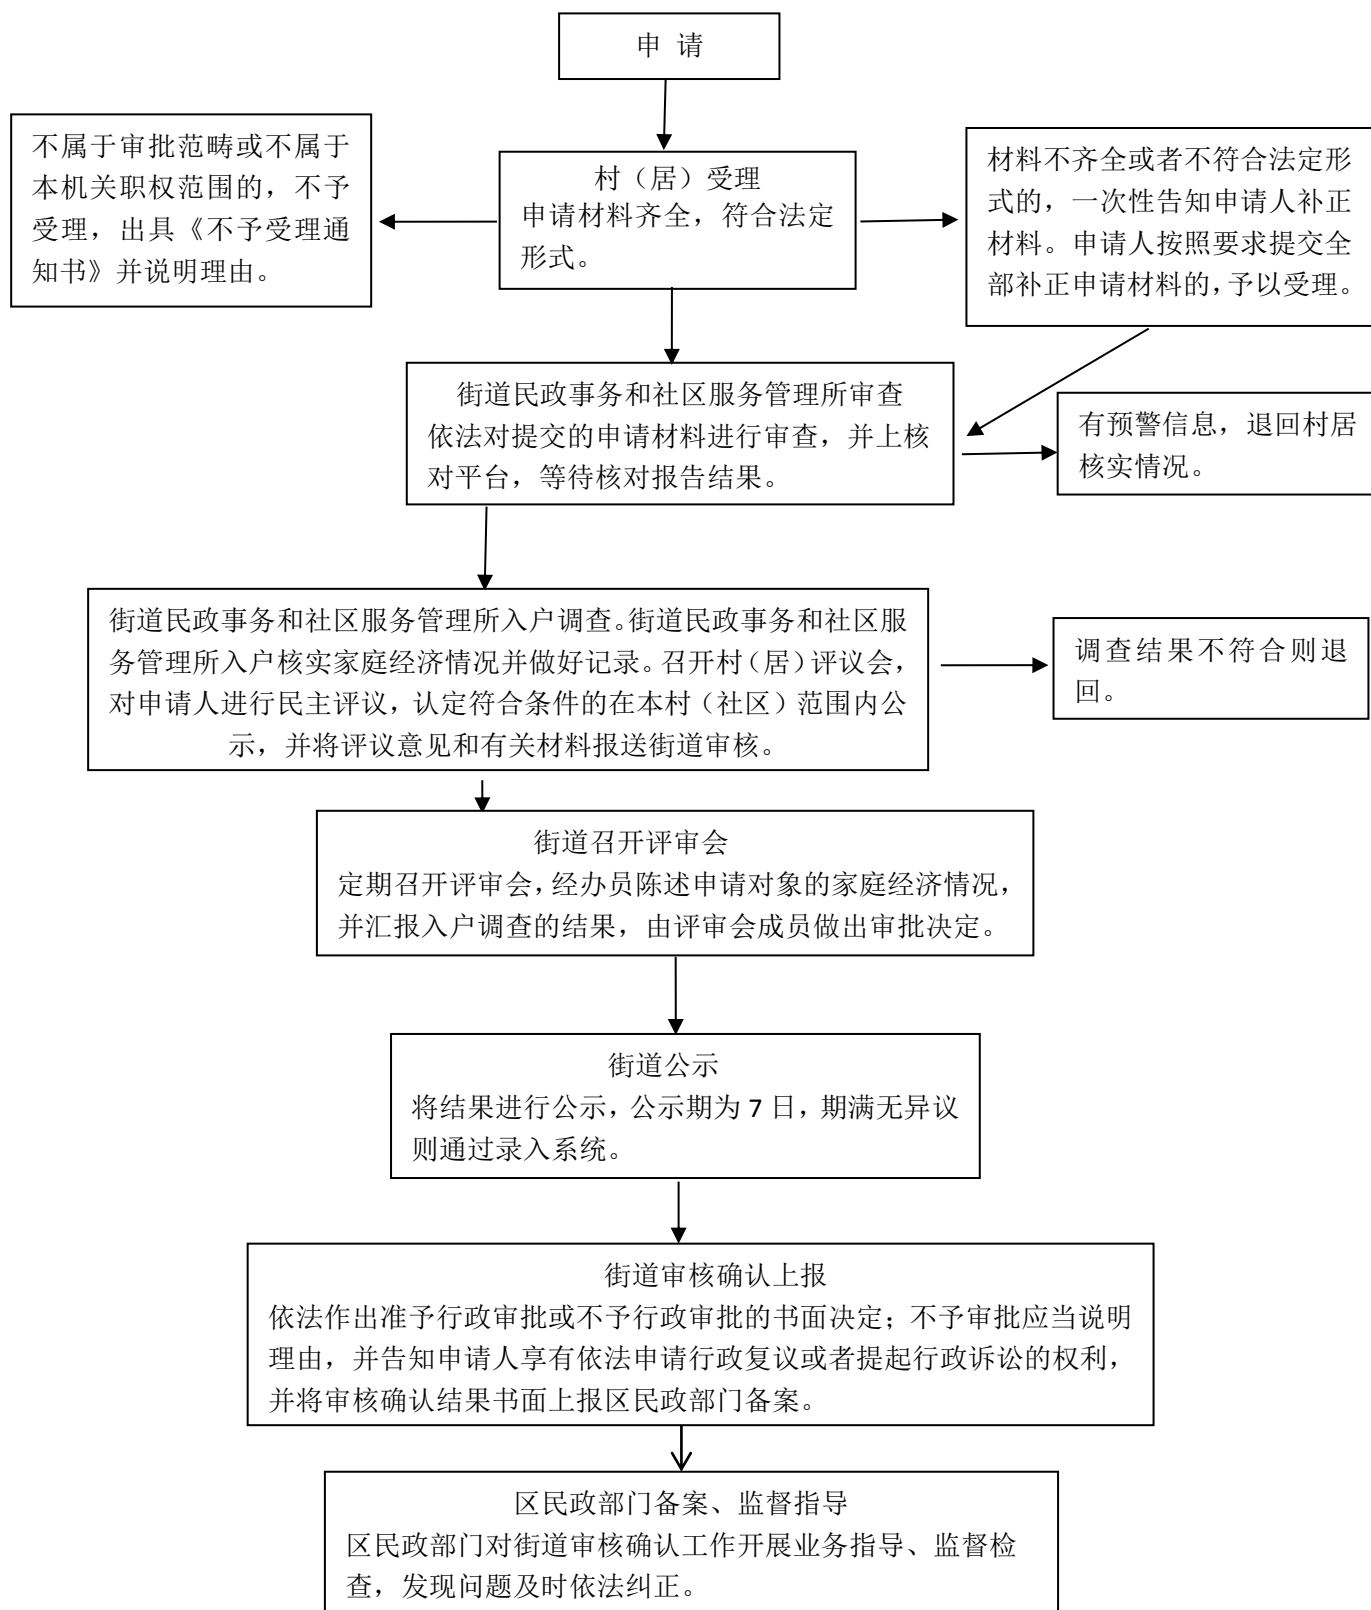 申 请
不属于审批范畴或不属于
本机关职权范围的，不予
受理，出具《不予受理通
知书》并说明理由。
村（居）受理
申请材料齐全，符合法定
形式。
材料不齐全或者不符合法定形
式的，一次性告知申请人补正
材料。申请人按照要求提交全
部补正申请材料的，予以受理。
街道民政事务和社区服务管理所审查
依法对提交的申请材料进行审查，并上核
对平台，等待核对报告结果。
有预警信息，退回村居
核实情况。
街道民政事务和社区服务管理所入户调查。街道民政事务和社区服
务管理所入户核实家庭经济情况并做好记录。召开村（居）评议会，
对申请人进行民主评议，认定符合条件的在本村（社区）范围内公
示，并将评议意见和有关材料报送街道审核。
调查结果不符合则退
回。
街道召开评审会
定期召开评审会，经办员陈述申请对象的家庭经济情况，
并汇报入户调查的结果，由评审会成员做出审批决定。
街道公示
将结果进行公示，公示期为 7 日，期满无异议
则通过录入系统。
街道审核确认上报
依法作出准予行政审批或不予行政审批的书面决定；不予审批应当说明
理由，并告知申请人享有依法申请行政复议或者提起行政诉讼的权利，
并将审核确认结果书面上报区民政部门备案。
区民政部门备案、监督指导
区民政部门对街道审核确认工作开展业务指导、监督检
查，发现问题及时依法纠正。